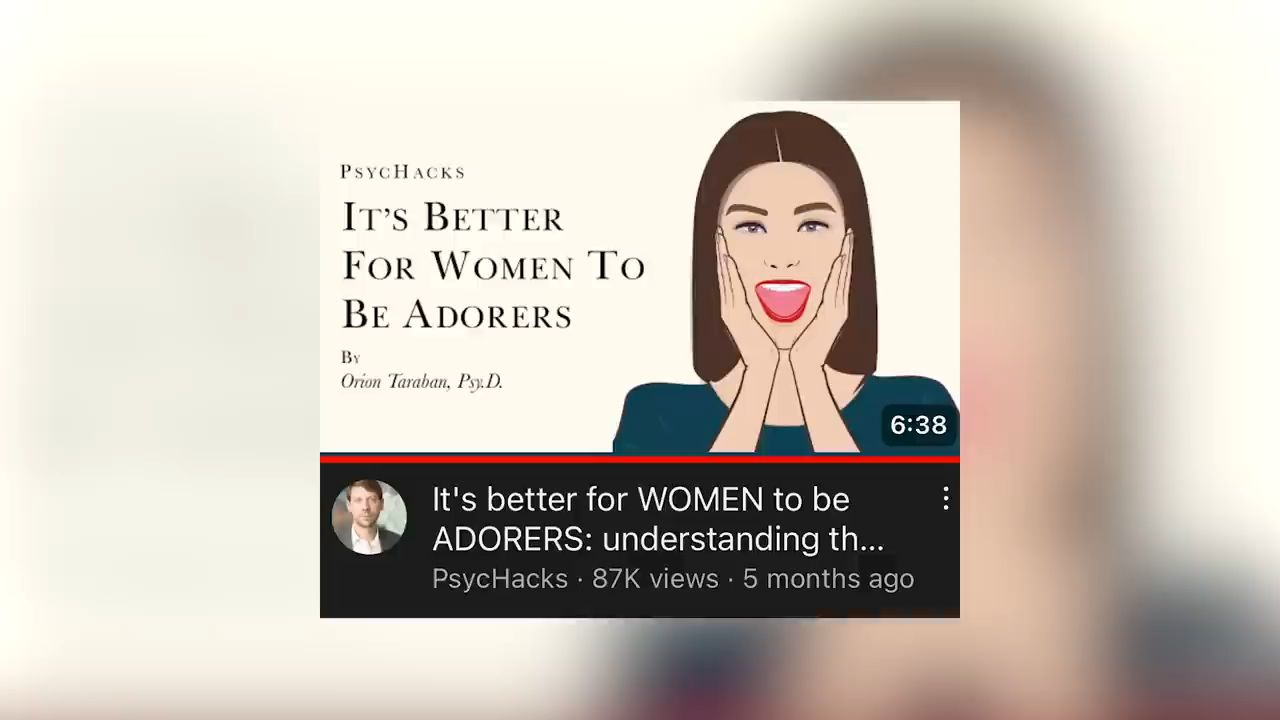 PsycHacks
It's Better
For Women To
Be Adorers
By
Orion Taraban, Psy.D.
6:38
It's better for WOMEN to be
ADORERS: understanding th...
PsycHacks · 87K views · 5 months ago